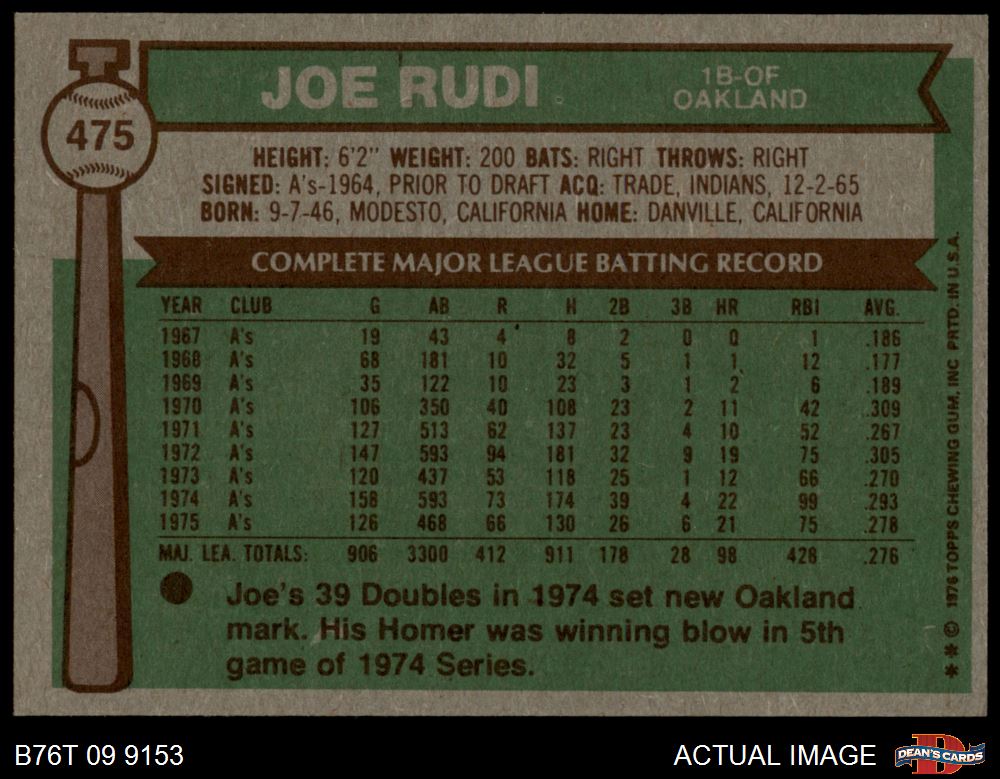 475
JOE RUDI
1B-OF
OAKLAND
HEIGHT: 6'2" WEIGHT: 200 BATS: RIGHT THROWS: RIGHT
SIGNED: A's-1964, PRIOR TO DRAFT ACQ: TRADE, INDIANS, 12-2-65
BORN: 9-7-46, MODESTO, CALIFORNIA HOME: DANVILLE, CALIFORNIA
COMPLETE MAJOR LEAGUE BATTING RECORD
YEAR CLUB G AB R H 2B 3B HR RBI AVG.
1967 A's 19 43 4 8 2 0 0 1 .186
1968 A's 68 181 10 32 5 1 1 12 .177
1969 A's 35 122 10 23 3 1 2 6 .189
1970 A's 106 350 40 108 23 2 11 42 .309
1971 A's 127 513 62 137 23 4 10 52 .267
1972 A's 147 593 94 181 32 9 19 75 .305
1973 A's 120 437 53 118 25 1 12 66 .270
1974 A's 158 593 73 174 39 4 22 99 .293
1975 A's 126 468 66 130 26 6 21 75 .278
MAJ. LEA. TOTALS: 906 3300 412 911 178 28 98 428 .276
Joe's 39 Doubles in 1974 set new Oakland
mark. His Homer was winning blow in 5th
game of 1974 Series.
* * © 1976 TOPPS CHEWING GUM, INC PRTD. IN U.S.A.
B76T 09 9153
ACTUAL IMAGE
DEAN'S CARDS